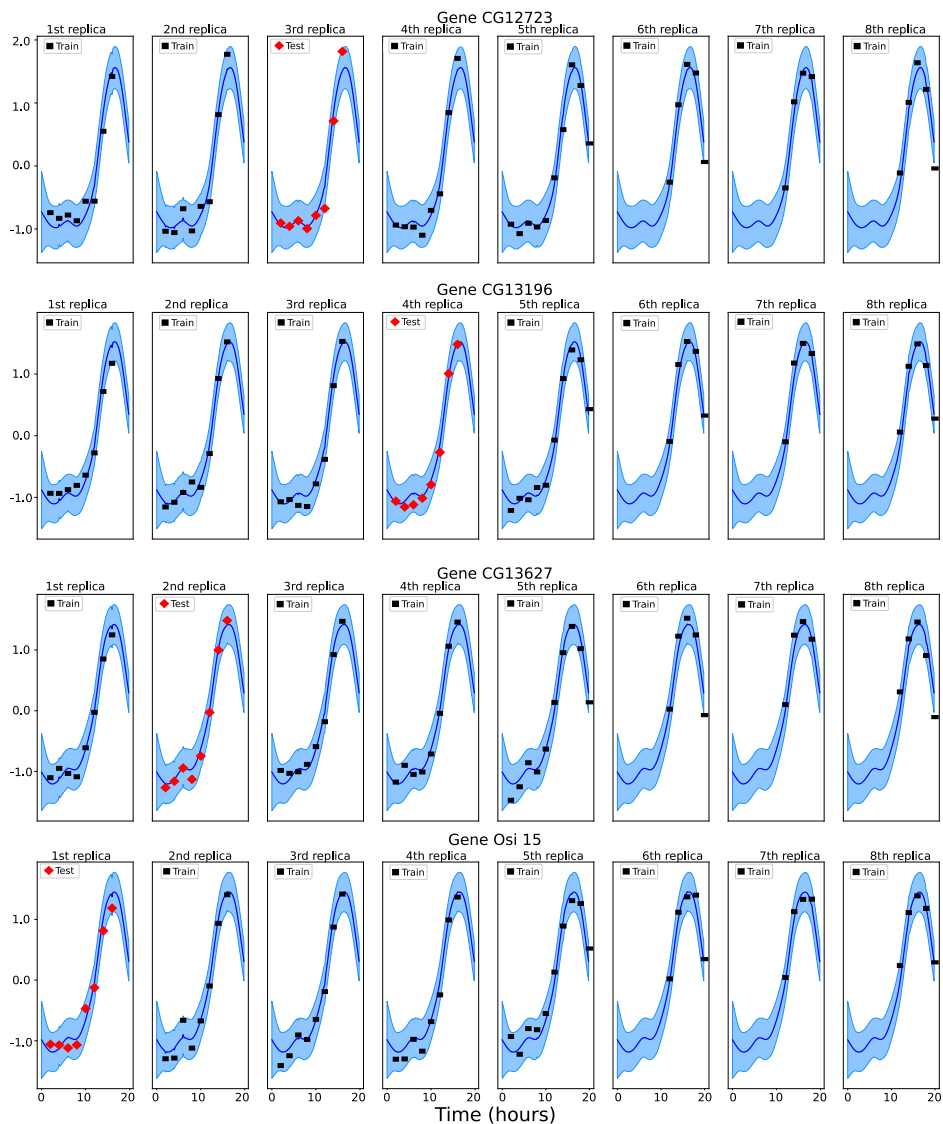 Gene CG12723
1st replica 2nd replica 3rd replica 4th replica 5th replica 6th replica 7th replica 8th replica
2.0 Train Train Test Train Train Train Train Train
1.0
0.0
-1.0
Gene CG13196
1st replica 2nd replica 3rd replica 4th replica 5th replica 6th replica 7th replica 8th replica
Train Train Train Test Train Train Train Train
1.0
0.0
-1.0
Gene CG13627
1st replica 2nd replica 3rd replica 4th replica 5th replica 6th replica 7th replica 8th replica
Train Test Train Train Train Train Train Train
1.0
0.0
-1.0
Gene Osi 15
1st replica 2nd replica 3rd replica 4th replica 5th replica 6th replica 7th replica 8th replica
Test Train Train Train Train Train Train Train
1.0
0.0
-1.0
0 10 20 0 10 20 0 10 20 0 10 20 0 10 20 0 10 20 0 10 20 0 10 20
Time (hours)